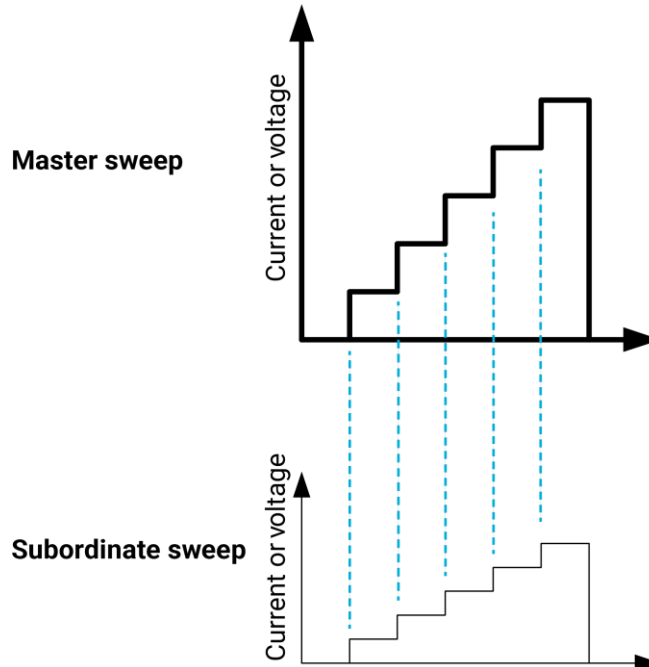 Current or voltage
Master sweep
Current or voltage
Subordinate sweep